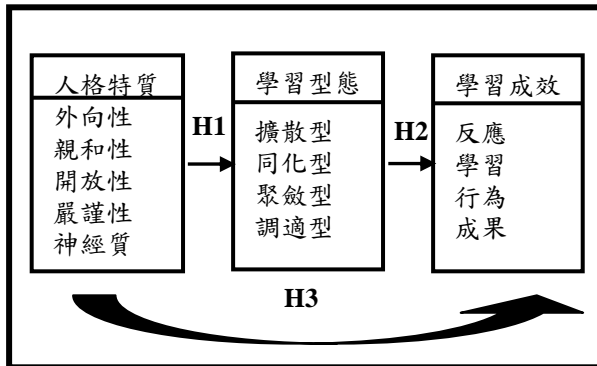 人格特質
外向性
親和性
開放性
嚴謹性
神經質
H1
學習型態
擴散型
同化型
聚斂型
調適型
H2
學習成效
反應
學習
行為
成果
H3